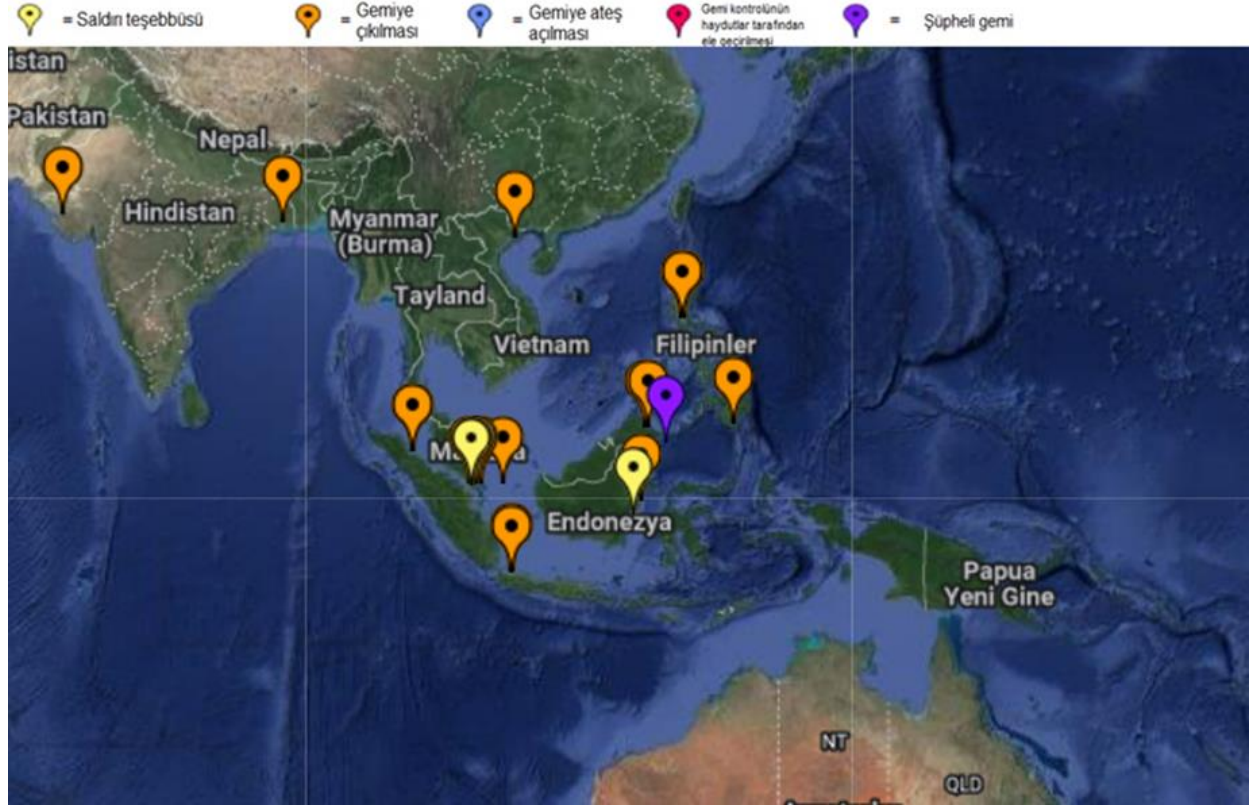 = Saldırı teşebbüsü
= Gemiye
çıkılması
= Gemiye ateş
açılması
Gemi kontrolünün
haydutlar tarafından
ele geçirilmesi
= Şüpheli gemi
istan
Pakistan
Nepal
Hindistan
Myanmar
(Burma)
Tayland
Vietnam
Filipinler
Endonezya
Papua
Yeni Gine
NT
QLD